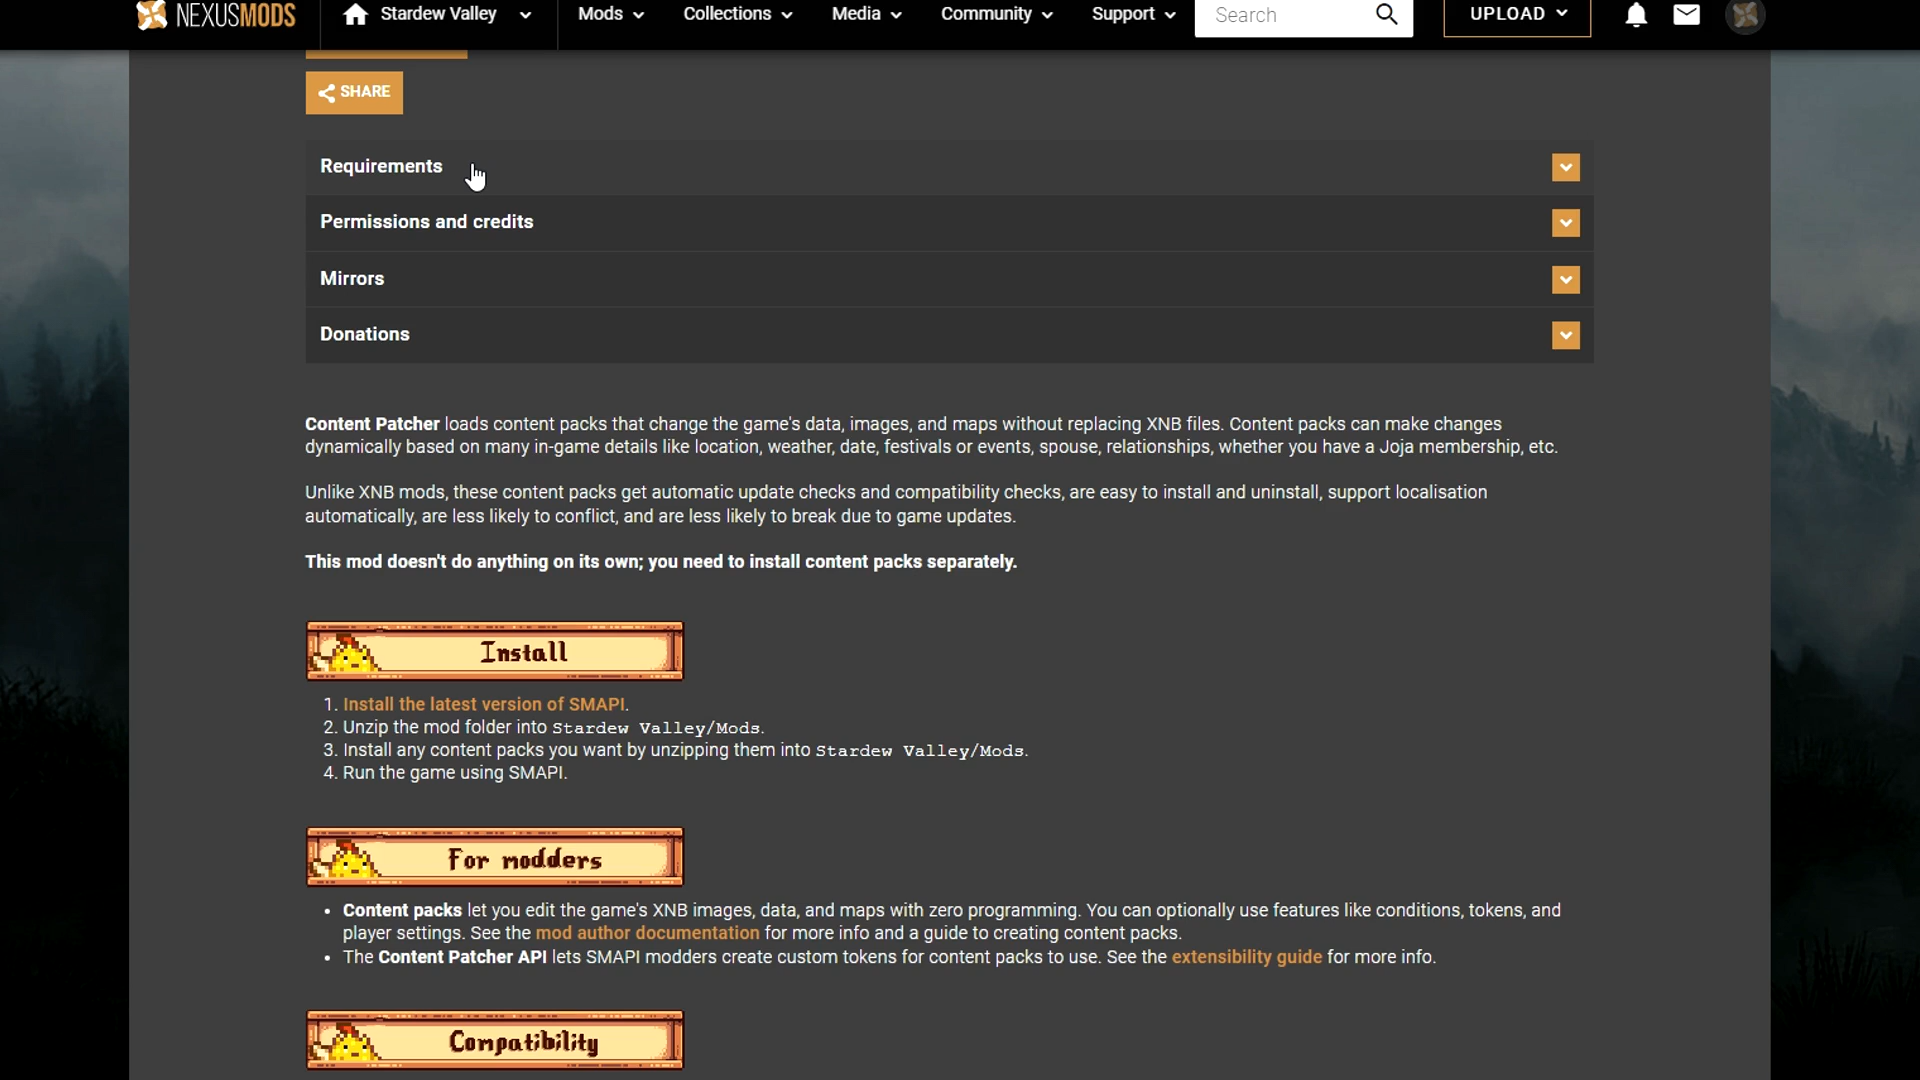 NEXUSMODS Stardew Valley Mods Collections Media Community Support Search UPLOAD
SHARE
Requirements
Permissions and credits
Mirrors
Donations
Content Patcher loads content packs that change the game's data, images, and maps without replacing XNB files. Content packs can make changes
dynamically based on many in-game details like location, weather, date, festivals or events, spouse, relationships, whether you have a Joja membership, etc.
Unlike XNB mods, these content packs get automatic update checks and compatibility checks, are easy to install and uninstall, support localisation
automatically, are less likely to conflict, and are less likely to break due to game updates.
This mod doesn't do anything on its own; you need to install content packs separately.
Install
1. Install the latest version of SMAPI.
2. Unzip the mod folder into Stardew Valley/Mods.
3. Install any content packs you want by unzipping them into Stardew Valley/Mods.
4. Run the game using SMAPI.
For modders
• Content packs let you edit the game's XNB images, data, and maps with zero programming. You can optionally use features like conditions, tokens, and
player settings. See the mod author documentation for more info and a guide to creating content packs.
• The Content Patcher API lets SMAPI modders create custom tokens for content packs to use. See the extensibility guide for more info.
Compatibility